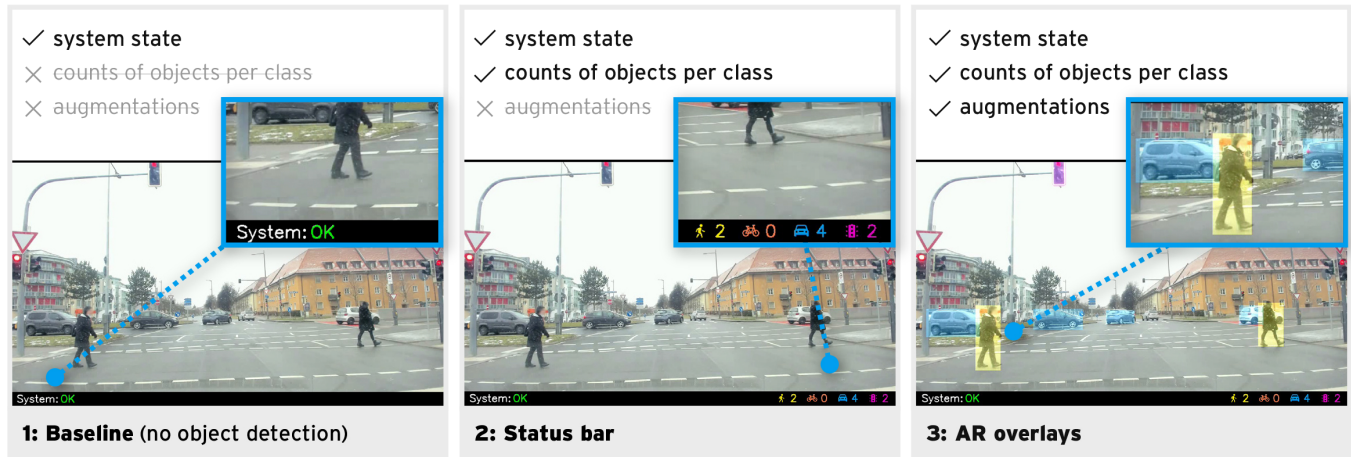 system state
counts of objects per class
augmentations
System: OK
System: OK
1: Baseline (no object detection)
system state
counts of objects per class
augmentations
2 0 4 2
System: OK
2 0 4 2
2: Status bar
system state
counts of objects per class
augmentations
System: OK
2 0 4 2
3: AR overlays